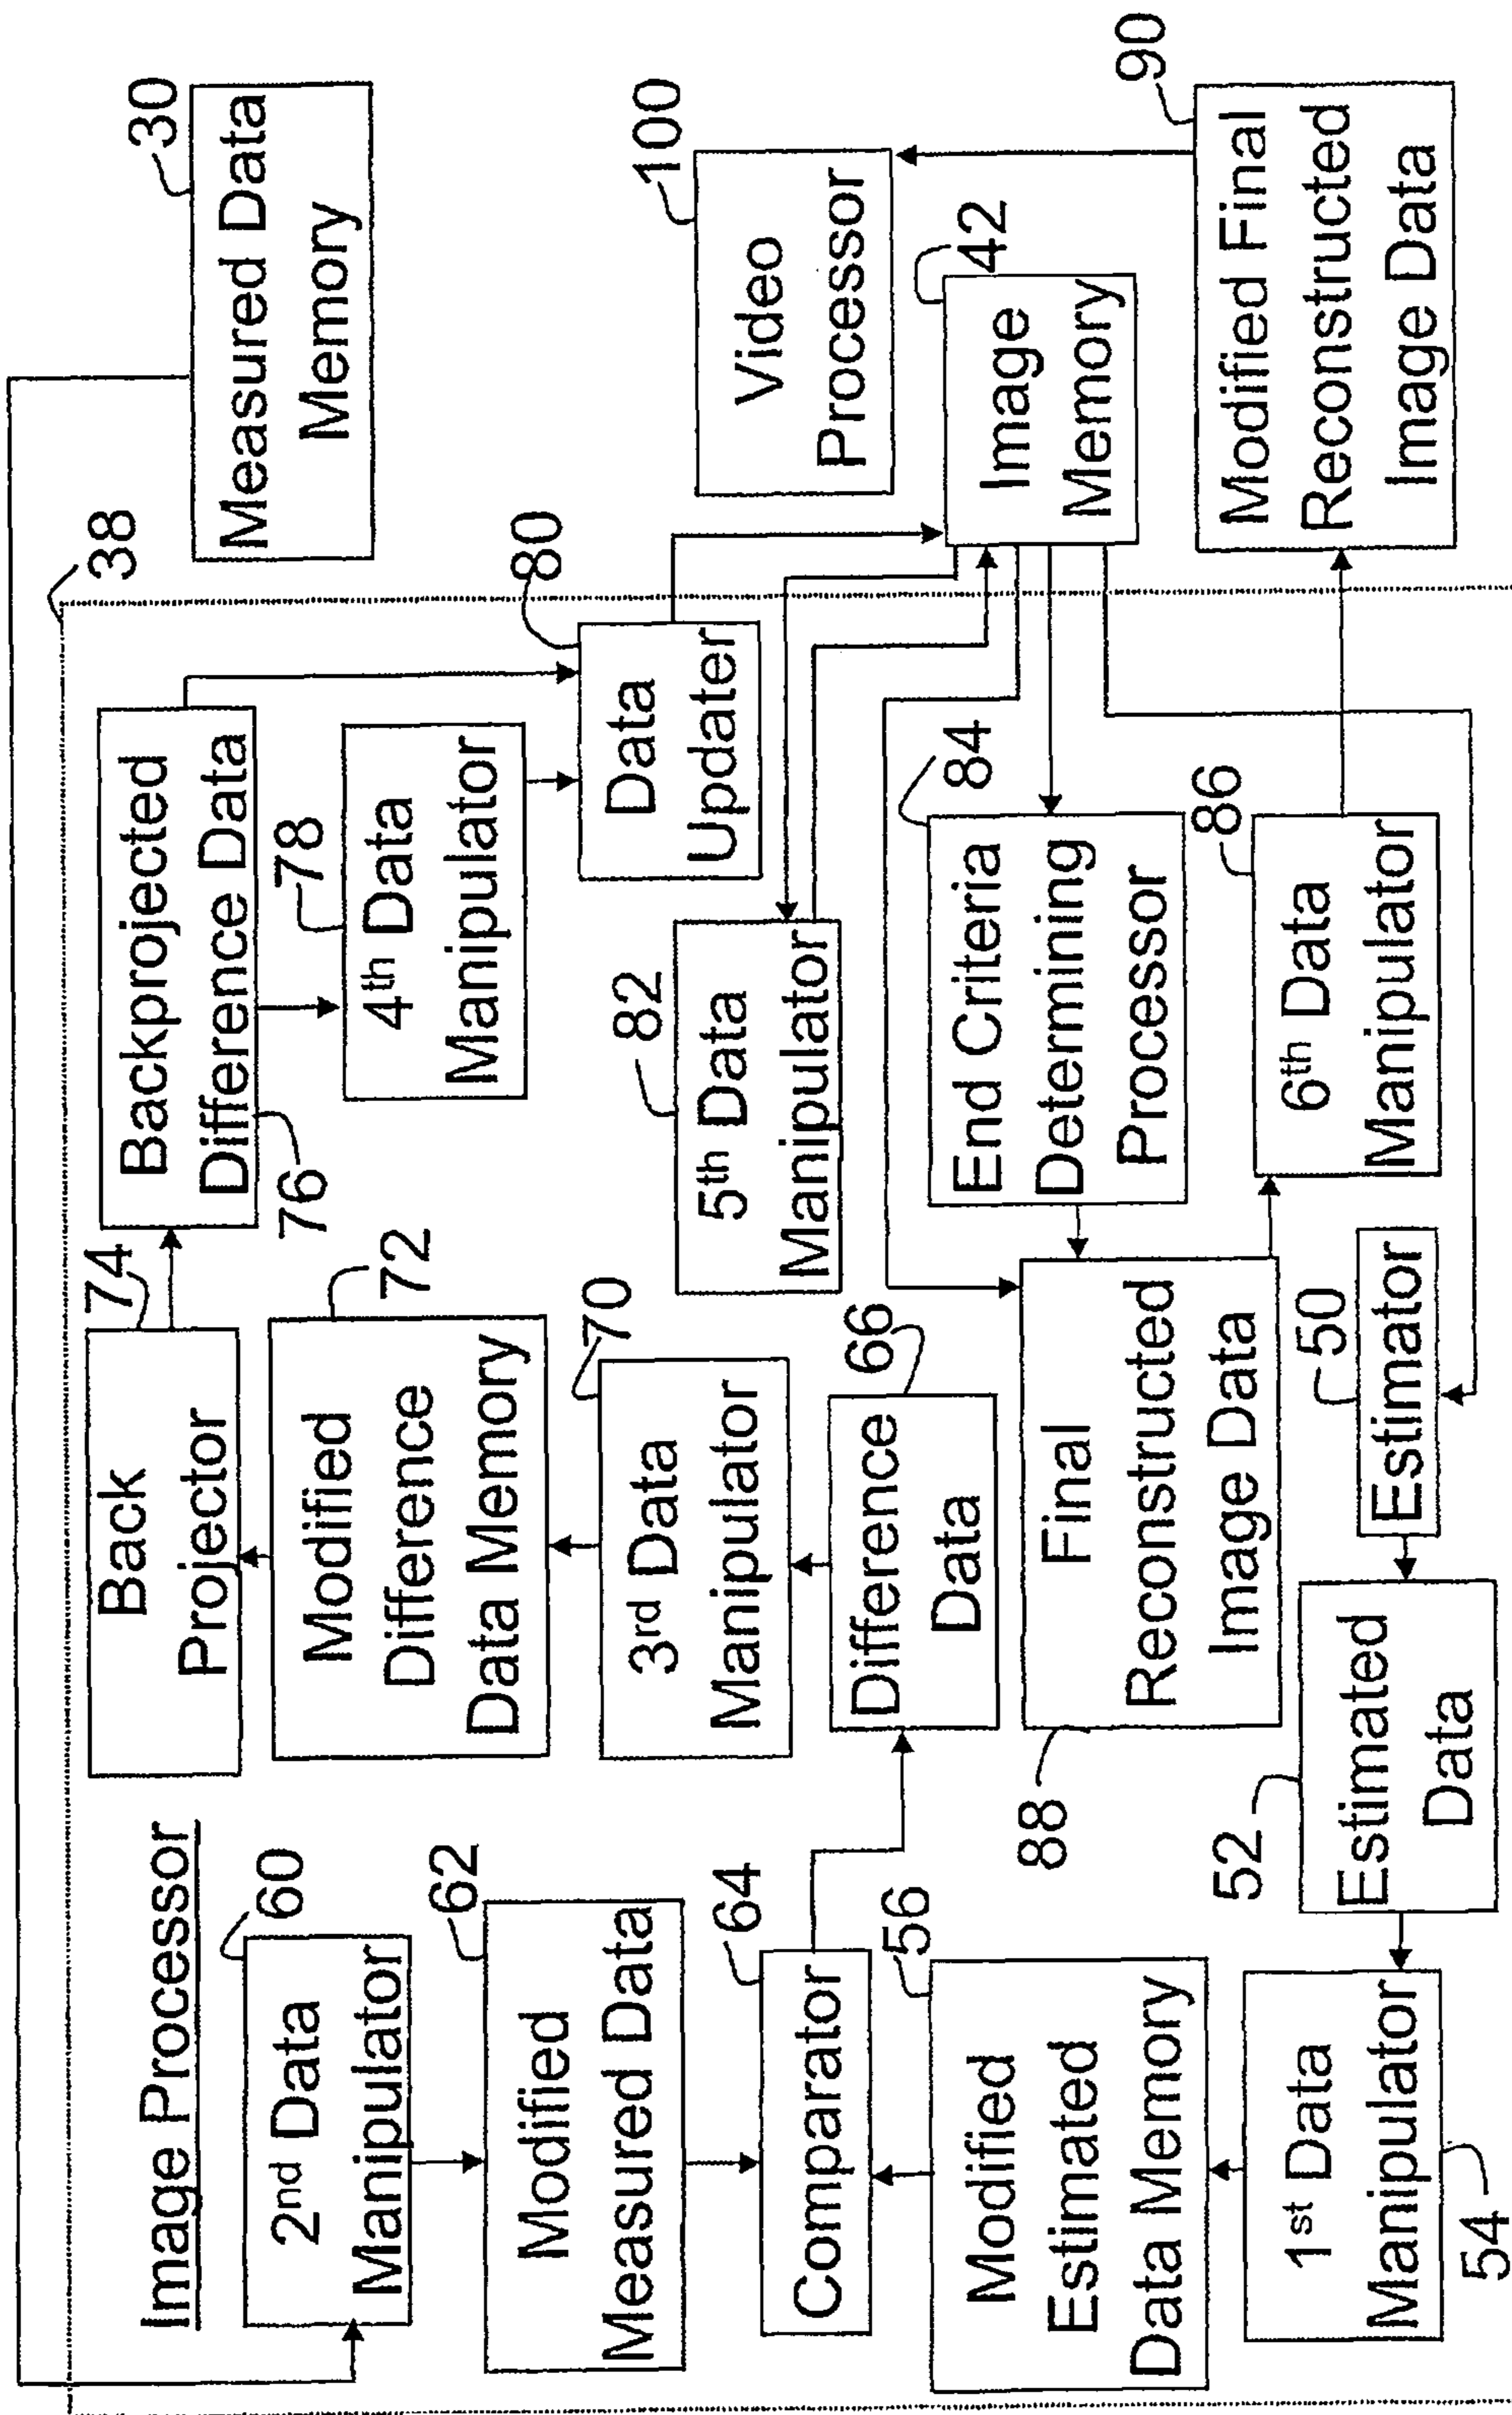 Image Processor
38
30
Measured Data
Memory
60
2nd Data
Manipulator
62
Modified
Measured Data
64
Comparator
56
Modified
Estimated
Data Memory
1st Data
Manipulator
54
74
Back
Projector
72
Modified
Difference
Data Memory
70
3rd Data
Manipulator
66
Difference
Data
Final
Reconstructed
Image Data
88
52
Estimated
Data
50
Estimator
Backprojected
Difference Data
76
78
4th Data
Manipulator
80
Data
Updater
82
5th Data
Manipulator
84
End Criteria
Determining
Processor
86
6th Data
Manipulator
100
Video
Processor
42
Image
Memory
90
Modified Final
Reconstructed
Image Data